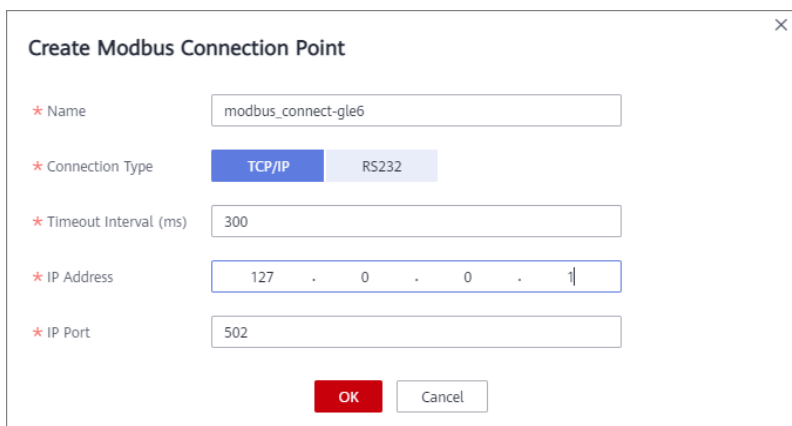 Create Modbus Connection Point
* Name modbus_connect-gle6
* Connection Type TCP/IP RS232
* Timeout Interval (ms) 300
* IP Address 127 . 0 . 0 . 1
* IP Port 502
OK Cancel